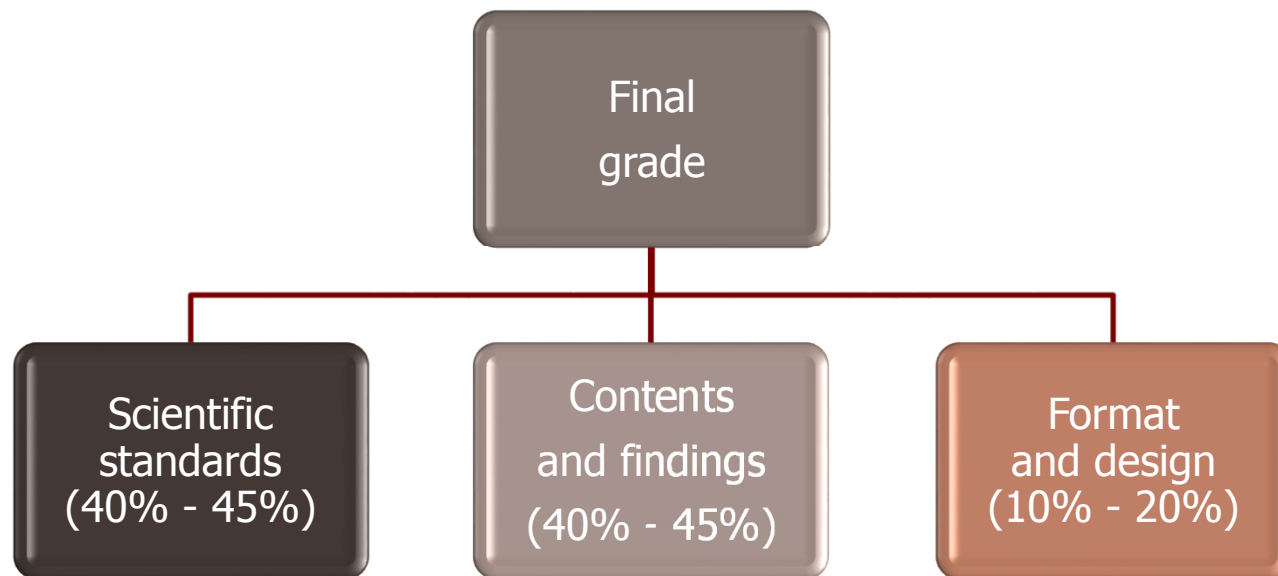 Final
grade
Scientific
standards
(40% - 45%)
Contents
and findings
(40% - 45%)
Format
and design
(10% - 20%)